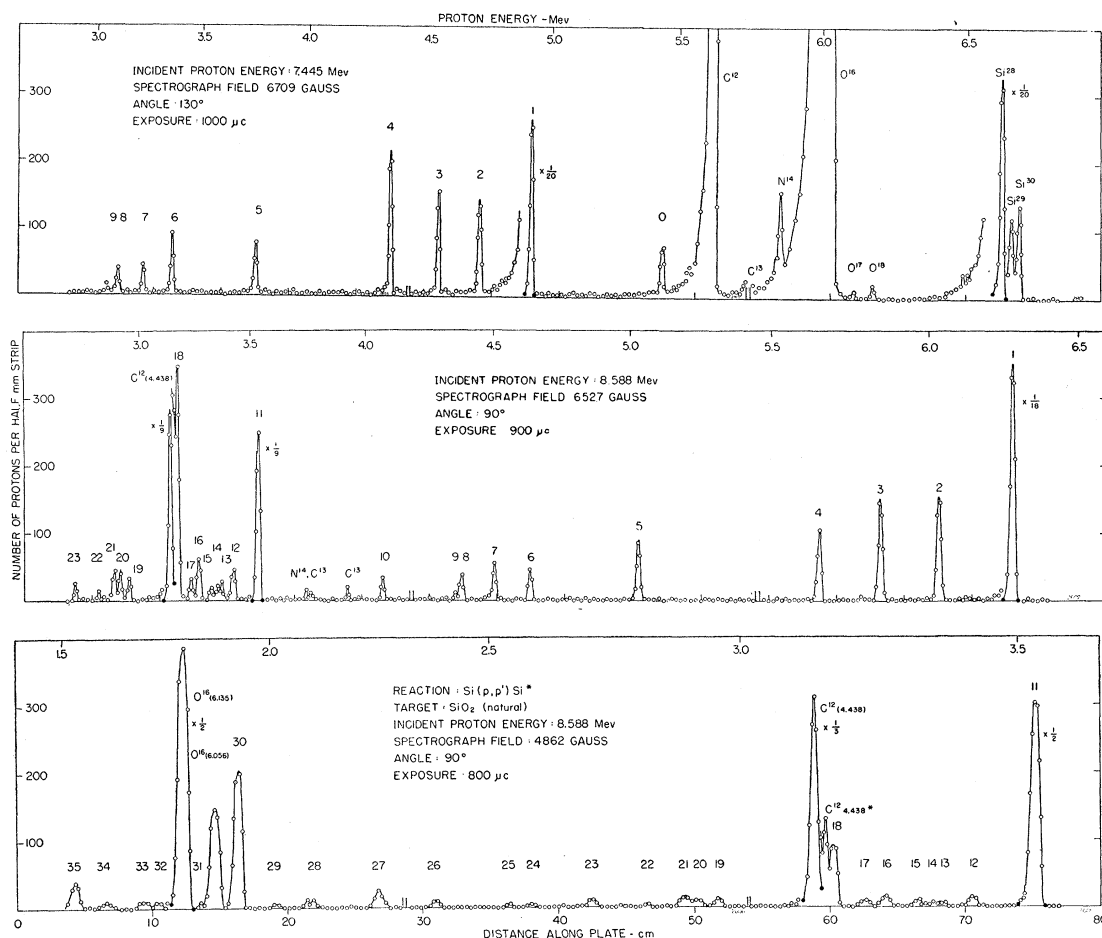 PROTON ENERGY - Mev
3.0 3.5 4.0 4.5 5.0 5.5 6.0 6.5
INCIDENT PROTON ENERGY : 7.445 Mev
SPECTROGRAPH FIELD 6709 GAUSS
ANGLE : 130°
EXPOSURE : 1000 μc
300
200
100
9 8 7 6 5 4 3 2 1
x 1/20
0
C¹²
C¹³
N¹⁴
O¹⁶
O¹⁷ O¹⁸
Si²⁸
x 1/20
Si²⁹
Si³⁰
NUMBER OF PROTONS PER HALF mm STRIP
3.0 3.5 4.0 4.5 5.0 5.5 6.0 6.5
INCIDENT PROTON ENERGY : 8.588 Mev
SPECTROGRAPH FIELD 6527 GAUSS
ANGLE : 90°
EXPOSURE 900 μc
300
200
100
23 22 21 20 19
C¹² (4.438)
x 1/9
18
17 16 15 14 13 12
11
x 1/9
N¹⁴, C¹³
C¹³
10 9 8 7 6 5 4 3 2 1
x 1/18
1.5 2.0 2.5 3.0 3.5
REACTION : Si (p,p') Si*
TARGET : SiO₂ (natural)
INCIDENT PROTON ENERGY : 8.588 Mev
SPECTROGRAPH FIELD : 4862 GAUSS
ANGLE : 90°
EXPOSURE : 800 μc
300
200
100
35 34 33 32
O¹⁶ (6.135)
x 1/2
O¹⁶ (6.056)
31 30 29 28 27 26 25 24 23 22 21 20 19
C¹² (4.438)
x 1/3
C¹² 4.438*
18
17 16 15 14 13 12
11
x 1/2
0 10 20 30 40 50 60 70 80
DISTANCE ALONG PLATE - cm